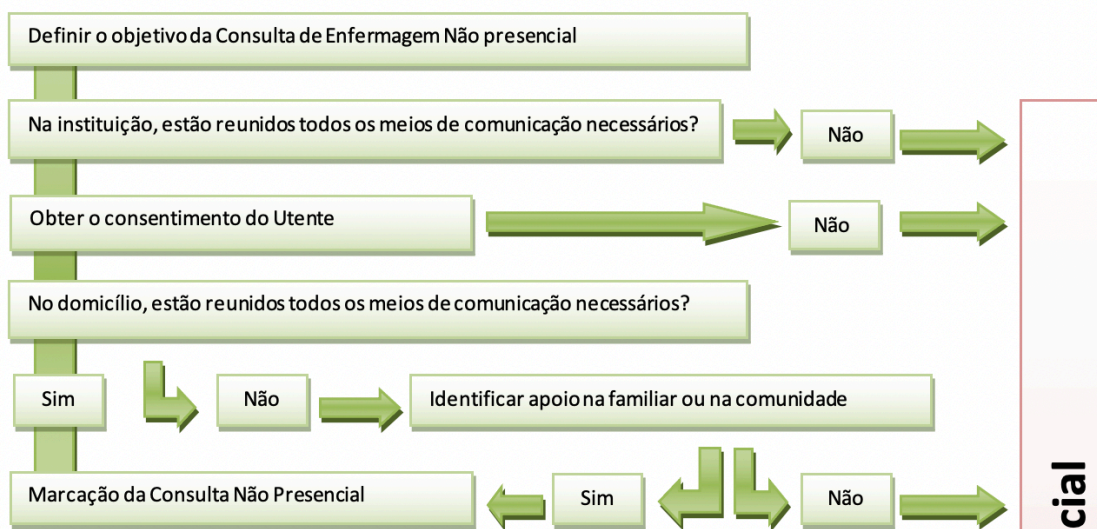 Definir o objetivo da Consulta de Enfermagem Não presencial
Na instituição, estão reunidos todos os meios de comunicação necessários?
Não
Obter o consentimento do Utente
Não
No domicílio, estão reunidos todos os meios de comunicação necessários?
Sim
Não
Identificar apoio na familiar ou na comunidade
Marcação da Consulta Não Presencial
Sim
Não
cial